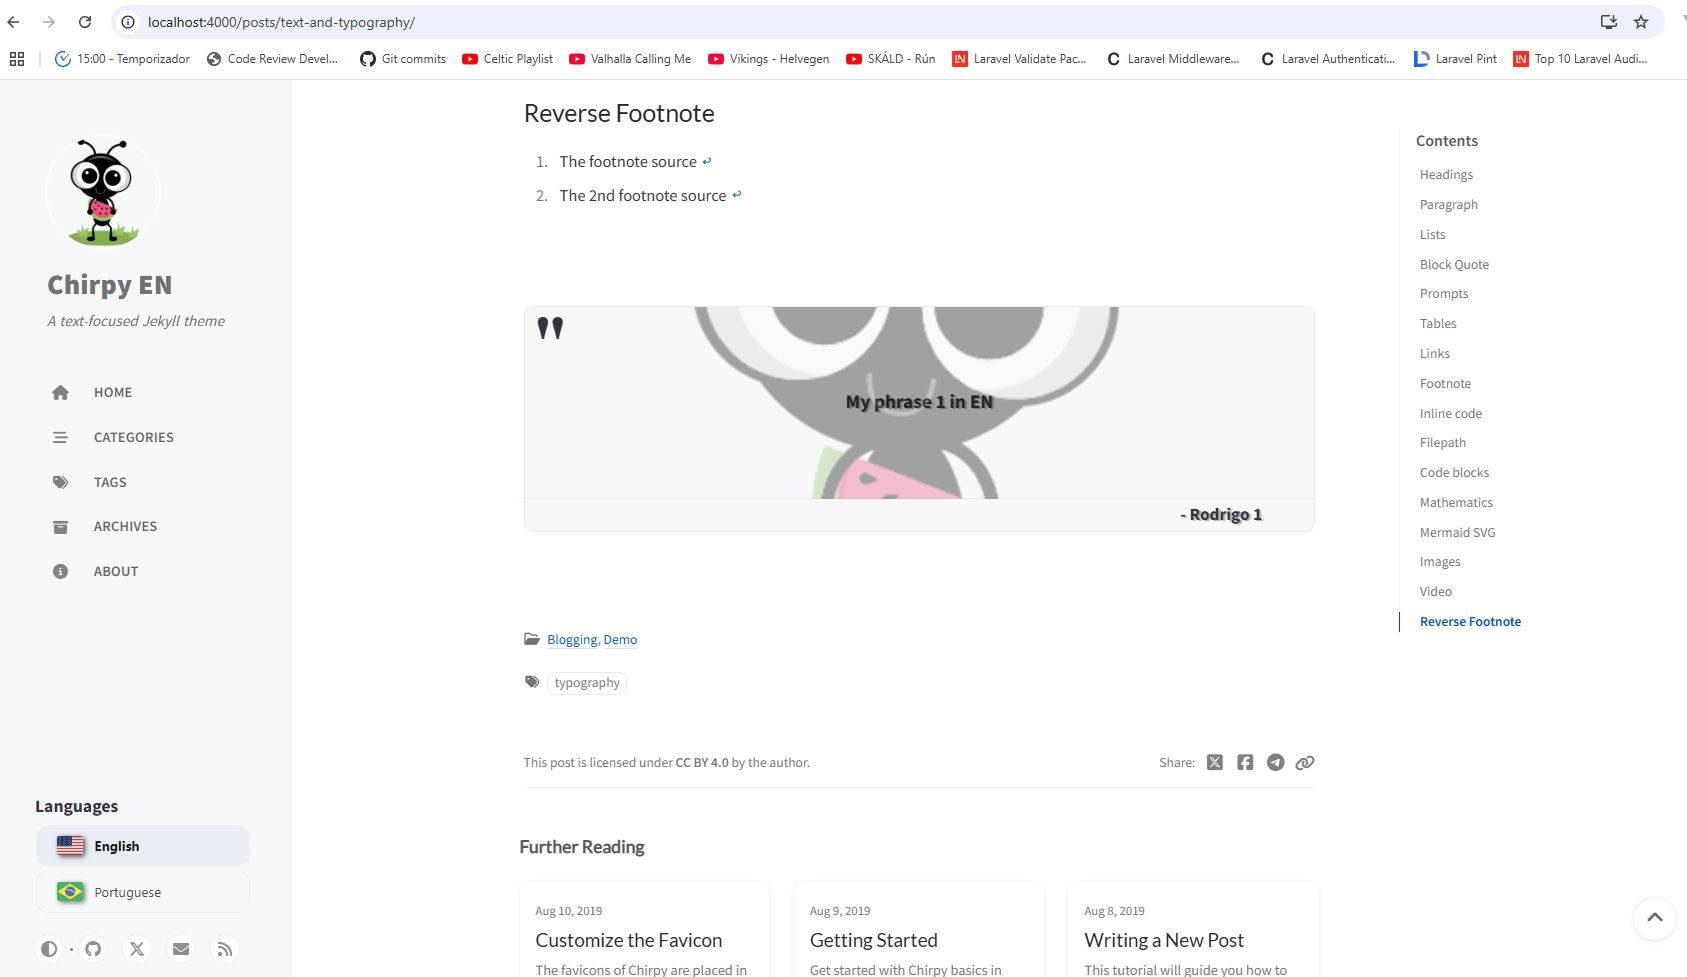 localhost:4000/posts/text-and-typography/
15:00 - Temporizador
Code Review Devel...
Git commits
Celtic Playlist
Valhalla Calling Me
Vikings - Helvegen
SKÁLD - Rún
LN Laravel Validate Pac...
Laravel Middleware...
Laravel Authenticati...
Laravel Pint
LN Top 10 Laravel Audi...
Chirpy EN
A text-focused Jekyll theme
HOME
CATEGORIES
TAGS
ARCHIVES
ABOUT
Languages
English
Portuguese
Reverse Footnote
1. The footnote source ↩
2. The 2nd footnote source ↩
"
My phrase 1 in EN
- Rodrigo 1
Blogging, Demo
typography
This post is licensed under CC BY 4.0 by the author.
Share:
Further Reading
Aug 10, 2019
Customize the Favicon
The favicons of Chirpy are placed in
Aug 9, 2019
Getting Started
Get started with Chirpy basics in
Aug 8, 2019
Writing a New Post
This tutorial will guide you how to
Contents
Headings
Paragraph
Lists
Block Quote
Prompts
Tables
Links
Footnote
Inline code
Filepath
Code blocks
Mathematics
Mermaid SVG
Images
Video
Reverse Footnote